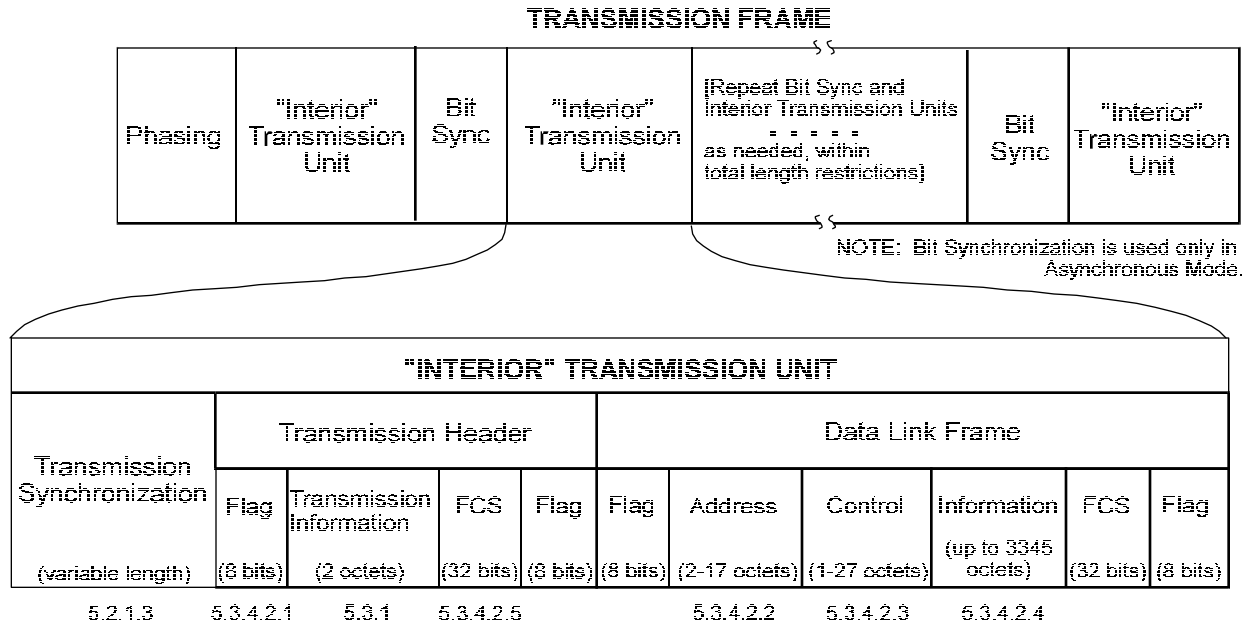 TRANSMISSION FRAME
Phasing
"Interior"
Transmission
Unit
Bit
Sync
"Interior"
Transmission
Unit
[Repeat Bit Sync and
Interior Transmission Units
. . . . .
as needed, within
total length restrictions]
Bit
Sync
"Interior"
Transmission
Unit
NOTE: Bit Synchronization is used only in
Asynchronous Mode.
"INTERIOR" TRANSMISSION UNIT
Transmission
Synchronization
(variable length)
Transmission Header
Data Link Frame
Flag
(8 bits)
Transmission
Information
(2 octets)
FCS
(32 bits)
Flag
(8 bits)
Flag
(8 bits)
Address
(2-17 octets)
Control
(1-27 octets)
Information
(up to 3345
octets)
FCS
(32 bits)
Flag
(8 bits)
5.2.1.3
5.3.4.2.1
5.3.1
5.3.4.2.5
5.3.4.2.2
5.3.4.2.3
5.3.4.2.4